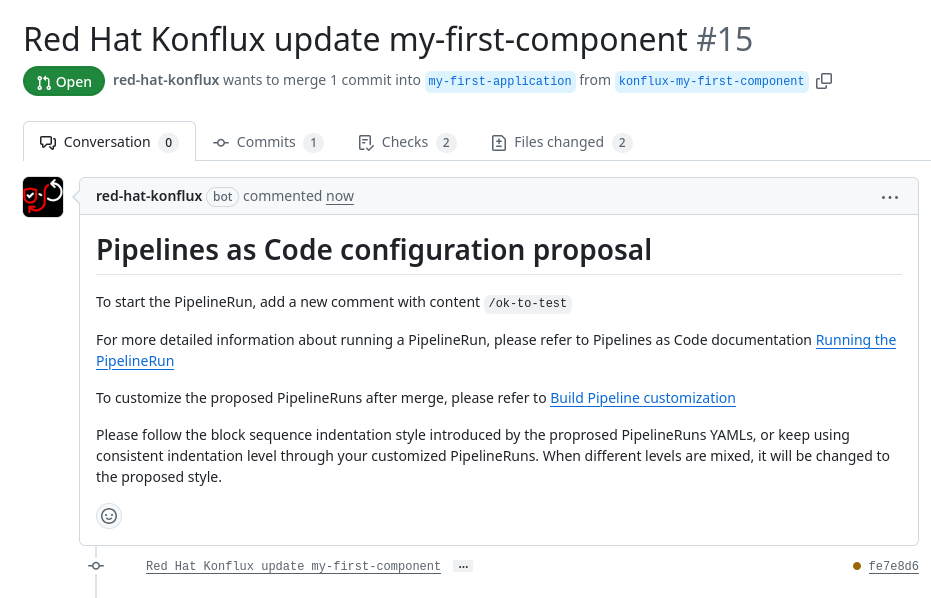 Red Hat Konflux update my-first-component #15
Open red-hat-konflux wants to merge 1 commit into my-first-application from konflux-my-first-component
Conversation 0 Commits 1 Checks 2 Files changed 2
red-hat-konflux bot commented now
Pipelines as Code configuration proposal
To start the PipelineRun, add a new comment with content /ok-to-test
For more detailed information about running a PipelineRun, please refer to Pipelines as Code documentation Running the
PipelineRun
To customize the proposed PipelineRuns after merge, please refer to Build Pipeline customization
Please follow the block sequence indentation style introduced by the proprosed PipelineRuns YAMLs, or keep using
consistent indentation level through your customized PipelineRuns. When different levels are mixed, it will be changed to
the proposed style.
Red Hat Konflux update my-first-component ... fe7e8d6